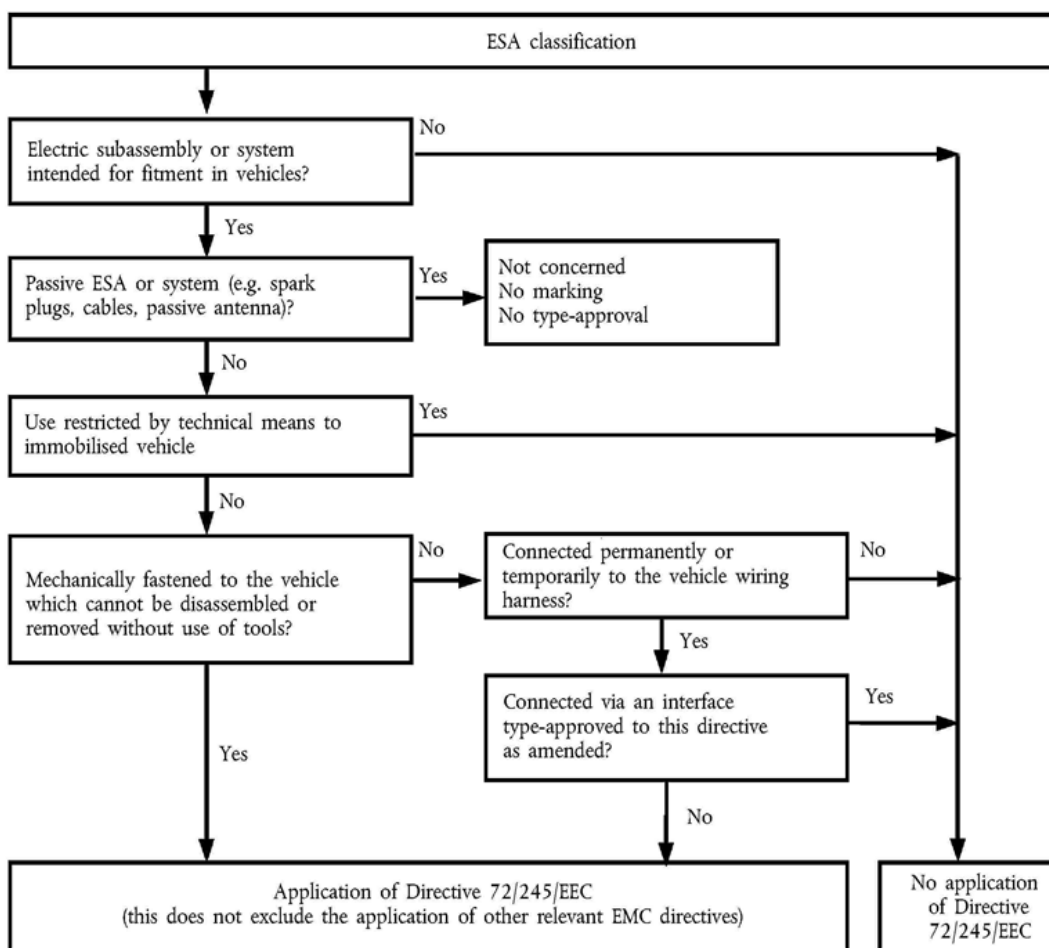 ESA classification
No
Electric subassembly or system
intended for fitment in vehicles?
Yes
Passive ESA or system (e.g. spark
plugs, cables, passive antenna)?
Yes
Not concerned
No marking
No type-approval
No
Use restricted by technical means to
immobilised vehicle
Yes
No
Mechanically fastened to the vehicle
which cannot be disassembled or
removed without use of tools?
No
Connected permanently or
temporarily to the vehicle wiring
harness?
No
Yes
Connected via an interface
type-approved to this directive
as amended?
Yes
Yes
No
Application of Directive 72/245/EEC
(this does not exclude the application of other relevant EMC directives)
No application
of Directive
72/245/EEC